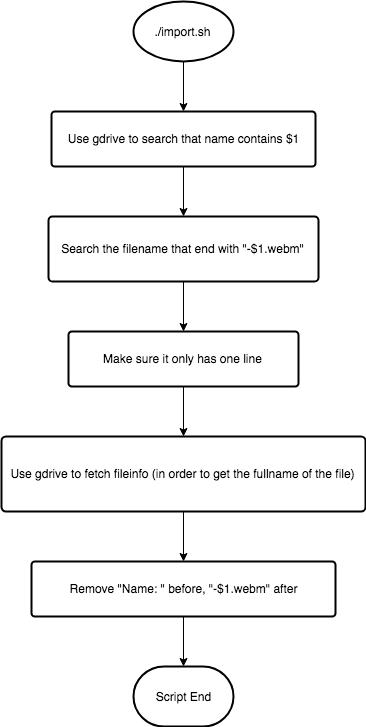 ./import.sh
Use gdrive to search that name contains $1
Search the filename that end with "-$1.webm"
Make sure it only has one line
Use gdrive to fetch fileinfo (in order to get the fullname of the file)
Remove "Name: " before, "-$1.webm" after
Script End